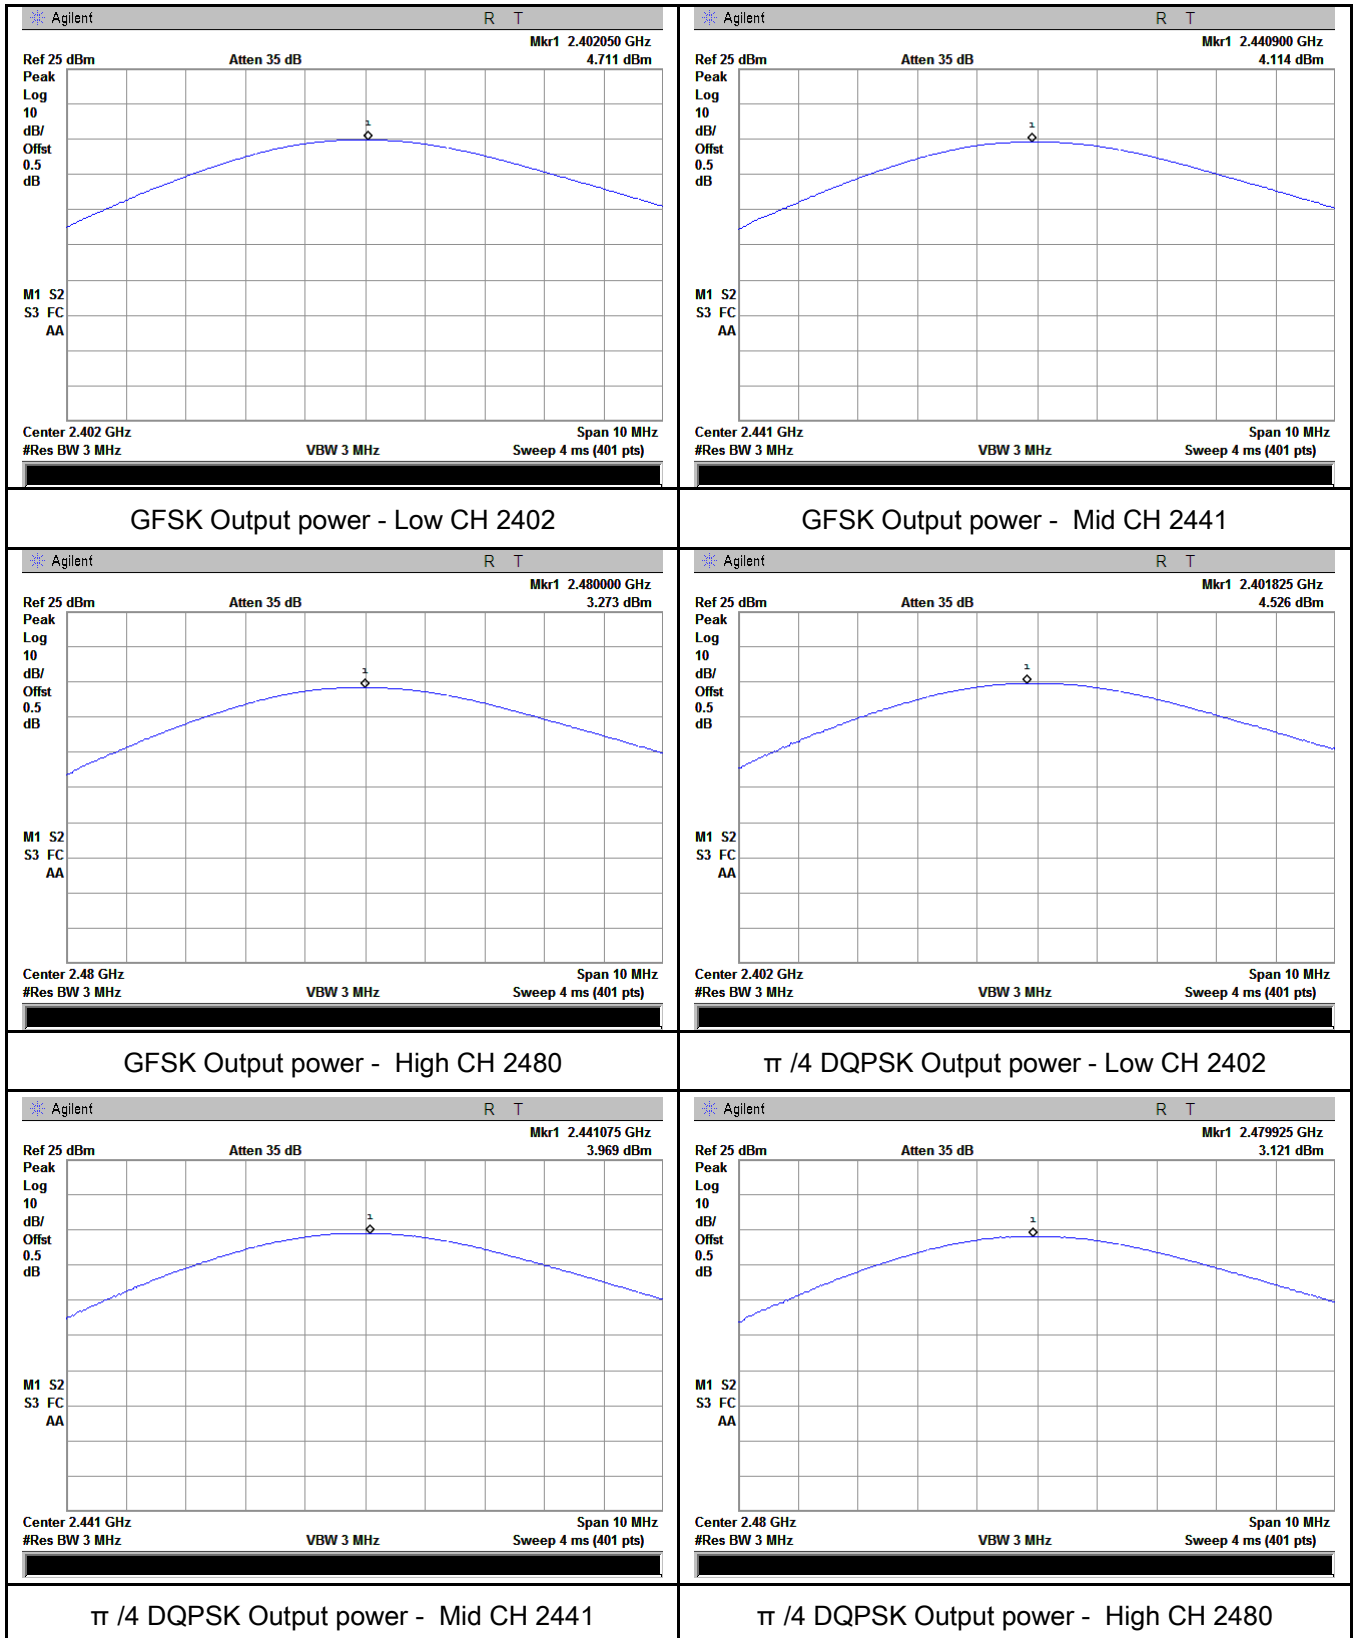 Agilent R T
Mkr1 2.402050 GHz
Ref 25 dBm Atten 35 dB 4.711 dBm
Peak
Log
10
dB/
Offst
0.5
dB
1
M1 S2
S3 FC
AA
Center 2.402 GHz Span 10 MHz
#Res BW 3 MHz VBW 3 MHz Sweep 4 ms (401 pts)
GFSK Output power - Low CH 2402
Agilent R T
Mkr1 2.440900 GHz
Ref 25 dBm Atten 35 dB 4.114 dBm
Peak
Log
10
dB/
Offst
0.5
dB
1
M1 S2
S3 FC
AA
Center 2.441 GHz Span 10 MHz
#Res BW 3 MHz VBW 3 MHz Sweep 4 ms (401 pts)
GFSK Output power - Mid CH 2441
Agilent R T
Mkr1 2.480000 GHz
Ref 25 dBm Atten 35 dB 3.273 dBm
Peak
Log
10
dB/
Offst
0.5
dB
1
M1 S2
S3 FC
AA
Center 2.48 GHz Span 10 MHz
#Res BW 3 MHz VBW 3 MHz Sweep 4 ms (401 pts)
GFSK Output power - High CH 2480
Agilent R T
Mkr1 2.401825 GHz
Ref 25 dBm Atten 35 dB 4.526 dBm
Peak
Log
10
dB/
Offst
0.5
dB
1
M1 S2
S3 FC
AA
Center 2.402 GHz Span 10 MHz
#Res BW 3 MHz VBW 3 MHz Sweep 4 ms (401 pts)
π /4 DQPSK Output power - Low CH 2402
Agilent R T
Mkr1 2.441075 GHz
Ref 25 dBm Atten 35 dB 3.969 dBm
Peak
Log
10
dB/
Offst
0.5
dB
1
M1 S2
S3 FC
AA
Center 2.441 GHz Span 10 MHz
#Res BW 3 MHz VBW 3 MHz Sweep 4 ms (401 pts)
π /4 DQPSK Output power - Mid CH 2441
Agilent R T
Mkr1 2.479925 GHz
Ref 25 dBm Atten 35 dB 3.121 dBm
Peak
Log
10
dB/
Offst
0.5
dB
1
M1 S2
S3 FC
AA
Center 2.48 GHz Span 10 MHz
#Res BW 3 MHz VBW 3 MHz Sweep 4 ms (401 pts)
π /4 DQPSK Output power - High CH 2480